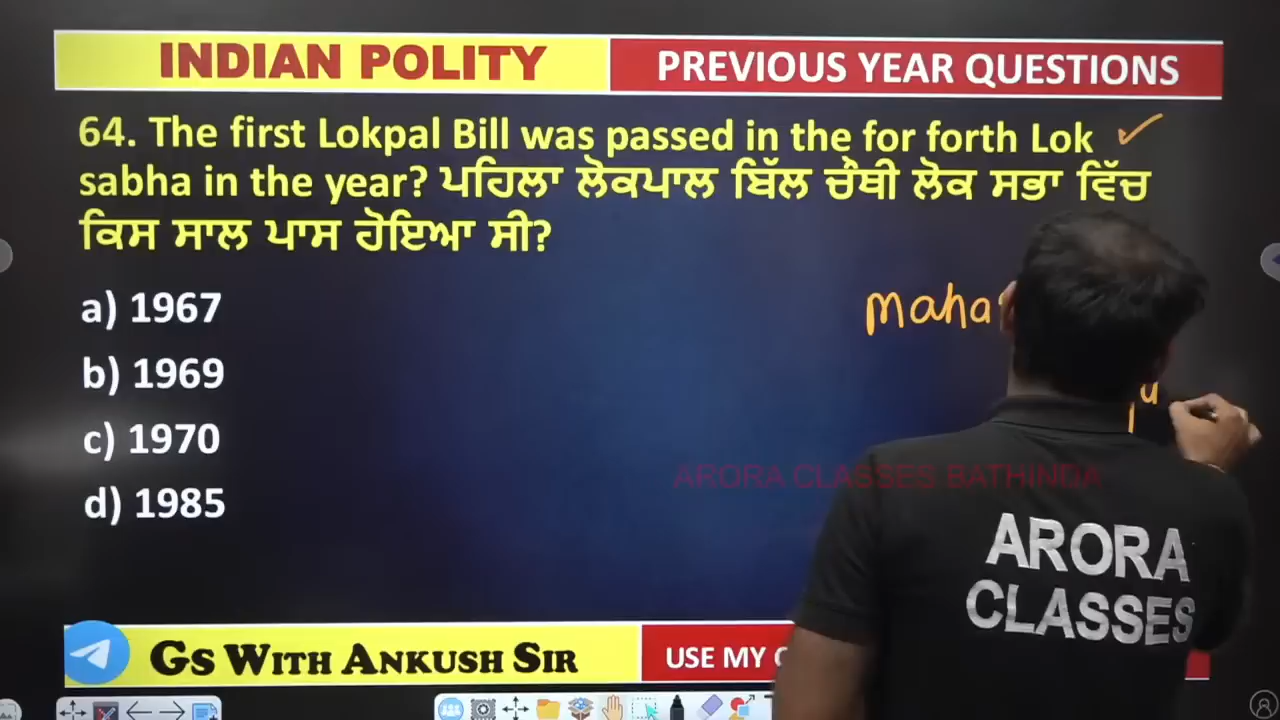 INDIAN POLITY
PREVIOUS YEAR QUESTIONS
64. The first Lokpal Bill was passed in the for forth Lok
sabha in the year? ਪਹਿਲਾ ਲੋਕਪਾਲ ਬਿੱਲ ਚੌਥੀ ਲੋਕ ਸਭਾ ਵਿੱਚ
ਕਿਸ ਸਾਲ ਪਾਸ ਹੋਇਆ ਸੀ?
a) 1967
b) 1969
c) 1970
d) 1985
maha
ARORA CLASSES BATHINDA
ARORA
CLASSES
GS WITH ANKUSH SIR
USE MY